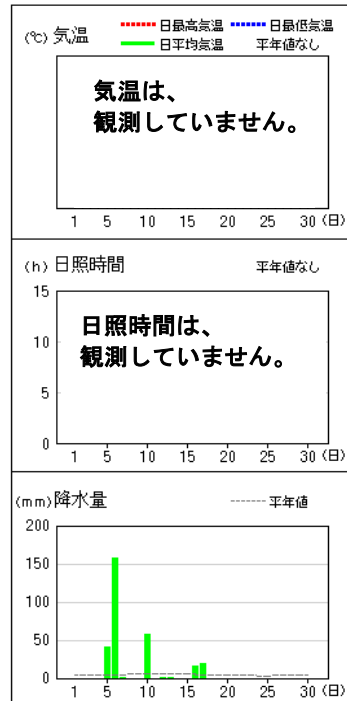 (℃) 気温
日最高気温 日最低気温
日平均気温 平年値なし
気温は、
観測していません。
1 5 10 15 20 25 30 (日)
(h) 日照時間 平年値なし
15
日照時間は、
10
観測していません。
5
0
1 5 10 15 20 25 30 (日)
(mm) 降水量 平年値
200
150
100
50
0
1 5 10 15 20 25 30 (日)